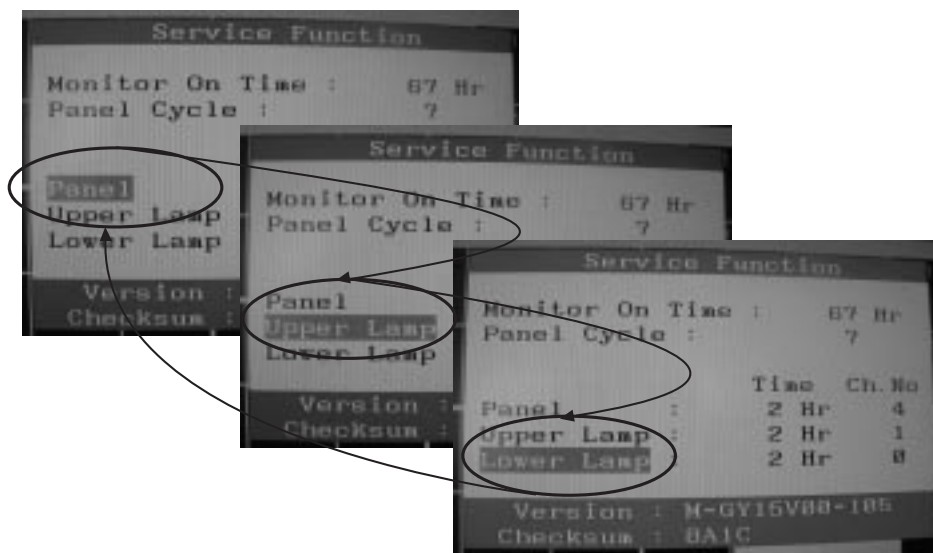 Service Function
Monitor On Time : 67 Hr
Panel Cycle : 7
Panel
Upper Lamp
Lower Lamp
Version :
Checksum :
Service Function
Monitor On Time : 67 Hr
Panel Cycle : 7
Panel
Upper Lamp
Lower Lamp
Version :
Checksum :
Service Function
Monitor On Time : 67 Hr
Panel Cycle : 7
Time Ch.No
Panel : 2 Hr 4
Upper Lamp : 2 Hr 1
Lower Lamp : 2 Hr 0
Version : M-GY15V00-105
Checksum : 8A1C